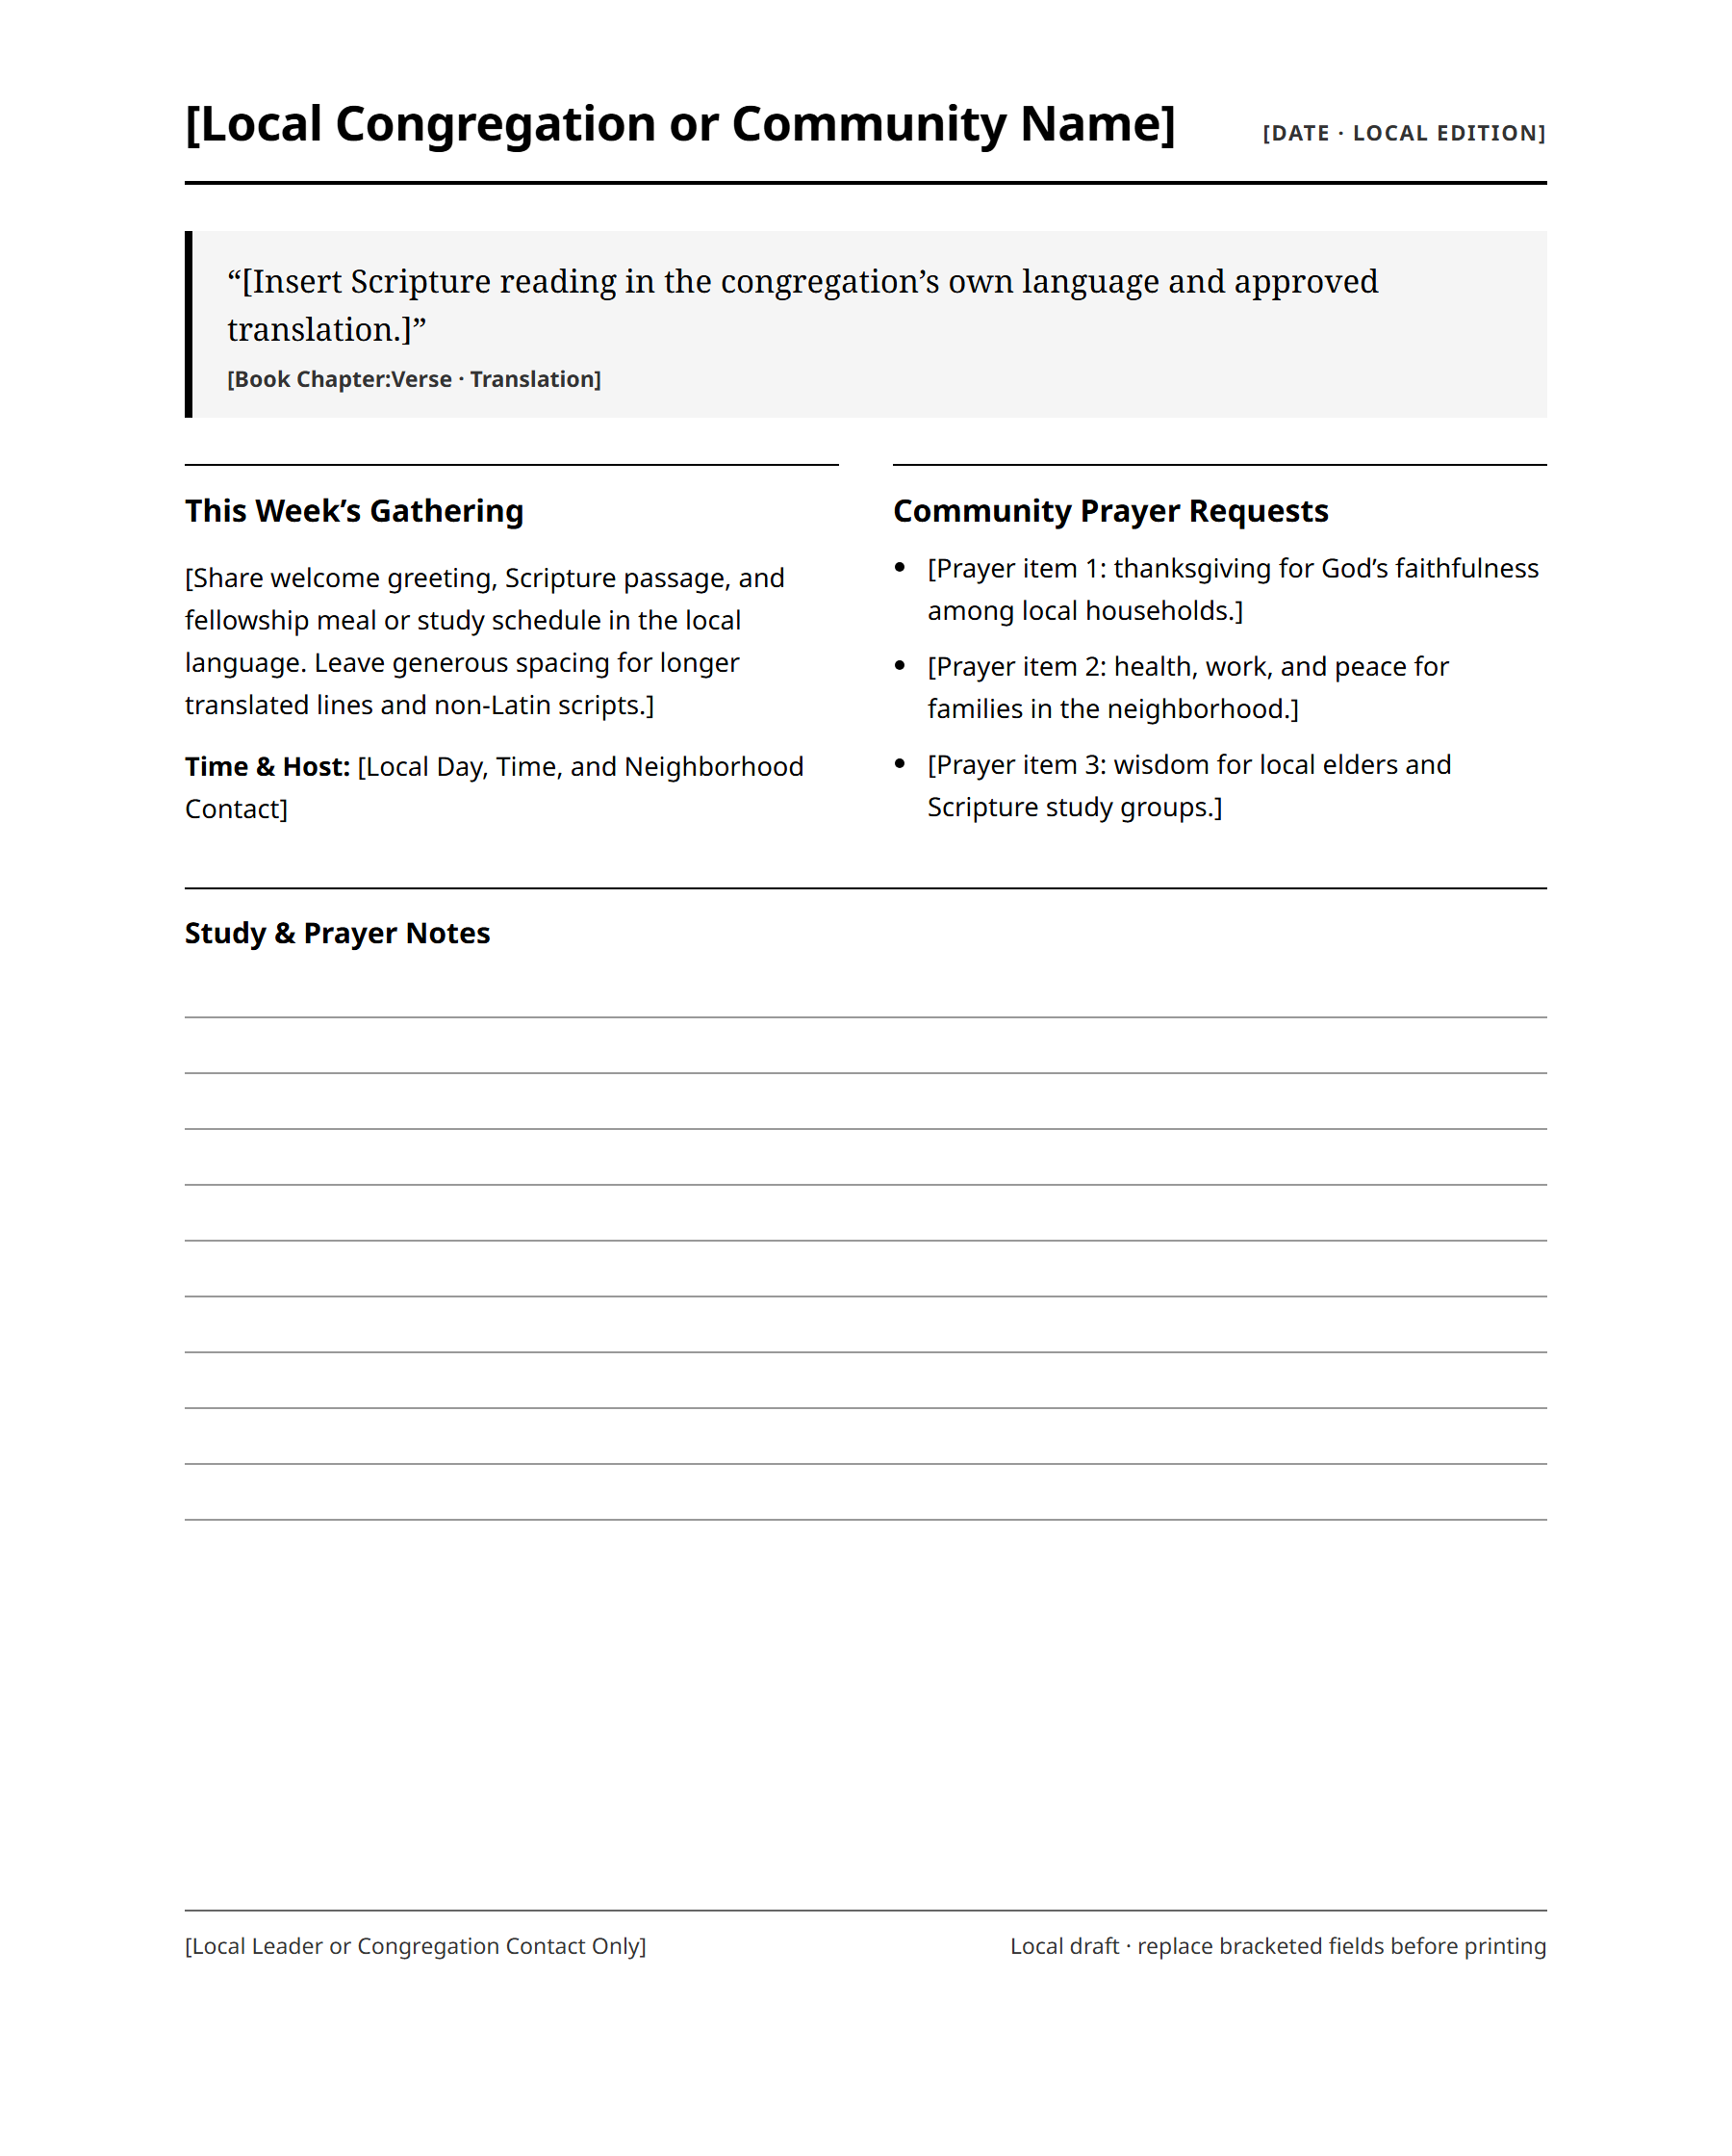 [Local Congregation or Community Name]
[DATE · LOCAL EDITION]
“[Insert Scripture reading in the congregation’s own language and approved
translation.]”
[Book Chapter:Verse · Translation]
This Week’s Gathering
[Share welcome greeting, Scripture passage, and
fellowship meal or study schedule in the local
language. Leave generous spacing for longer
translated lines and non-Latin scripts.]
Time & Host: [Local Day, Time, and Neighborhood
Contact]
Community Prayer Requests
• [Prayer item 1: thanksgiving for God’s faithfulness
among local households.]
• [Prayer item 2: health, work, and peace for
families in the neighborhood.]
• [Prayer item 3: wisdom for local elders and
Scripture study groups.]
Study & Prayer Notes
[Local Leader or Congregation Contact Only]
Local draft · replace bracketed fields before printing